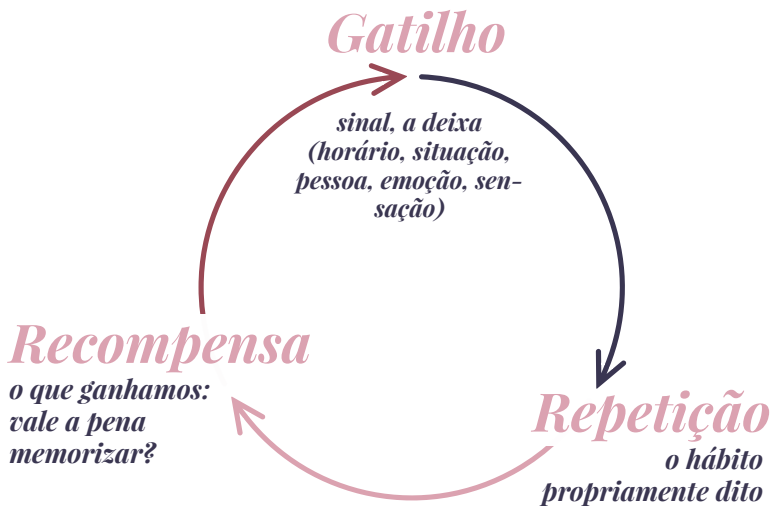 Gatilho
sinal, a deixa
(horário, situação,
pessoa, emoção, sen-
sação)
Recompensa
o que ganhamos:
vale a pena
memorizar?
Repetição
o hábito
propriamente dito